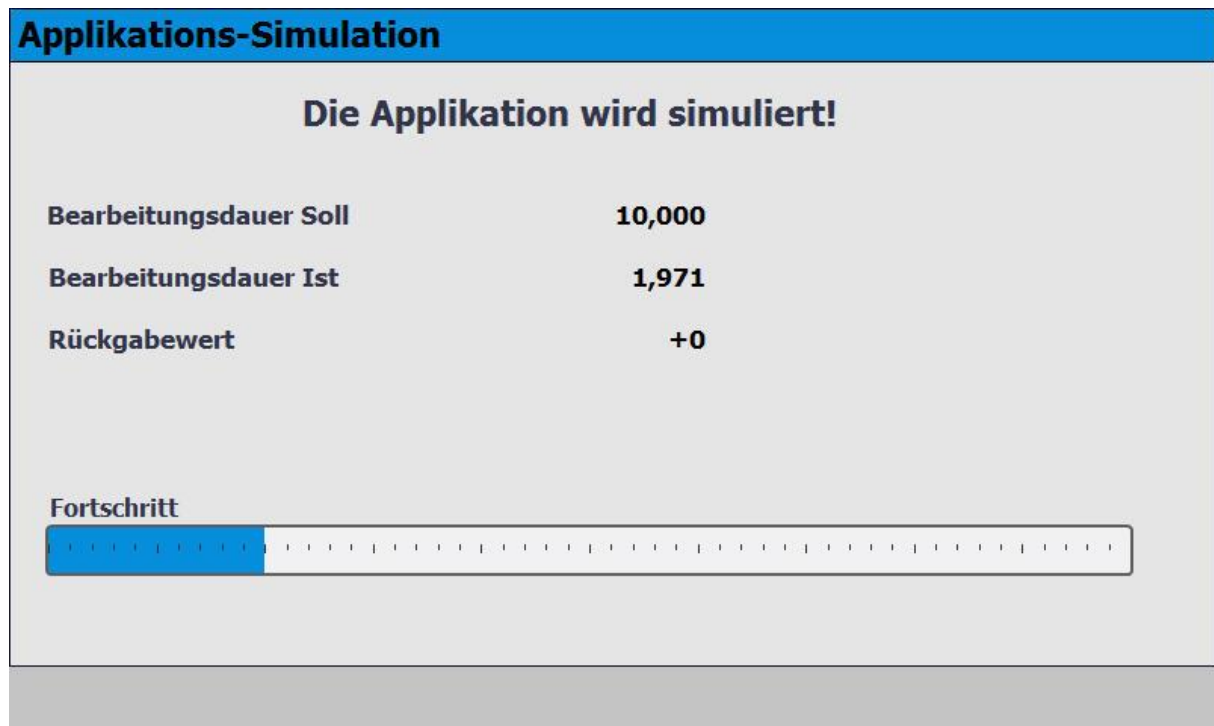 Applikations-Simulation
Die Applikation wird simuliert!
Bearbeitungsdauer Soll 10,000
Bearbeitungsdauer Ist 1,971
Rückgabewert +0
Fortschritt